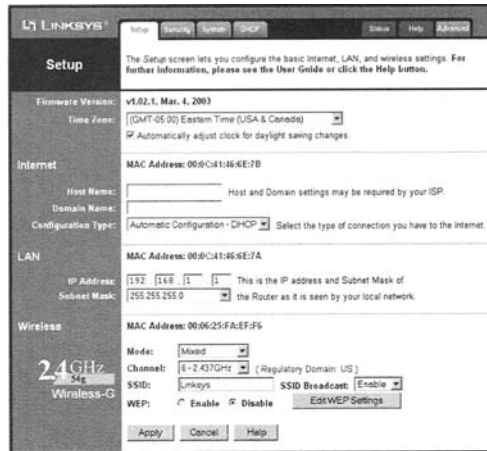 LINKSYS®
Setup Security System DHCP Status Help Advanced
Setup
The Setup screen lets you configure the basic Internet, LAN, and wireless settings. For
further information, please see the User Guide or click the Help button.
Firmware Version: v1.02.1, Mar. 4, 2003
Time Zone: (GMT-05:00) Eastern Time (USA & Canada)
Automatically adjust clock for daylight saving changes.
Internet MAC Address: 00:0C:41:46:6E:7B
Host Name: Host and Domain settings may be required by your ISP.
Domain Name:
Configuration Type: Automatic Configuration - DHCP Select the type of connection you have to the Internet.
LAN MAC Address: 00:0C:41:46:6E:7A
IP Address: 192 . 168 . 1 . 1 This is the IP address and Subnet Mask of
Subnet Mask: 255.255.255.0 the Router as it is seen by your local network.
Wireless MAC Address: 00:06:25:FA:EF:F6
Mode: Mixed
2.4GHz
54g
Wireless-G
Channel: 6 - 2.437GHz ( Regulatory Domain: US )
SSID: Linksys SSID Broadcast: Enable
WEP: Enable Disable Edit WEP Settings
Apply Cancel Help